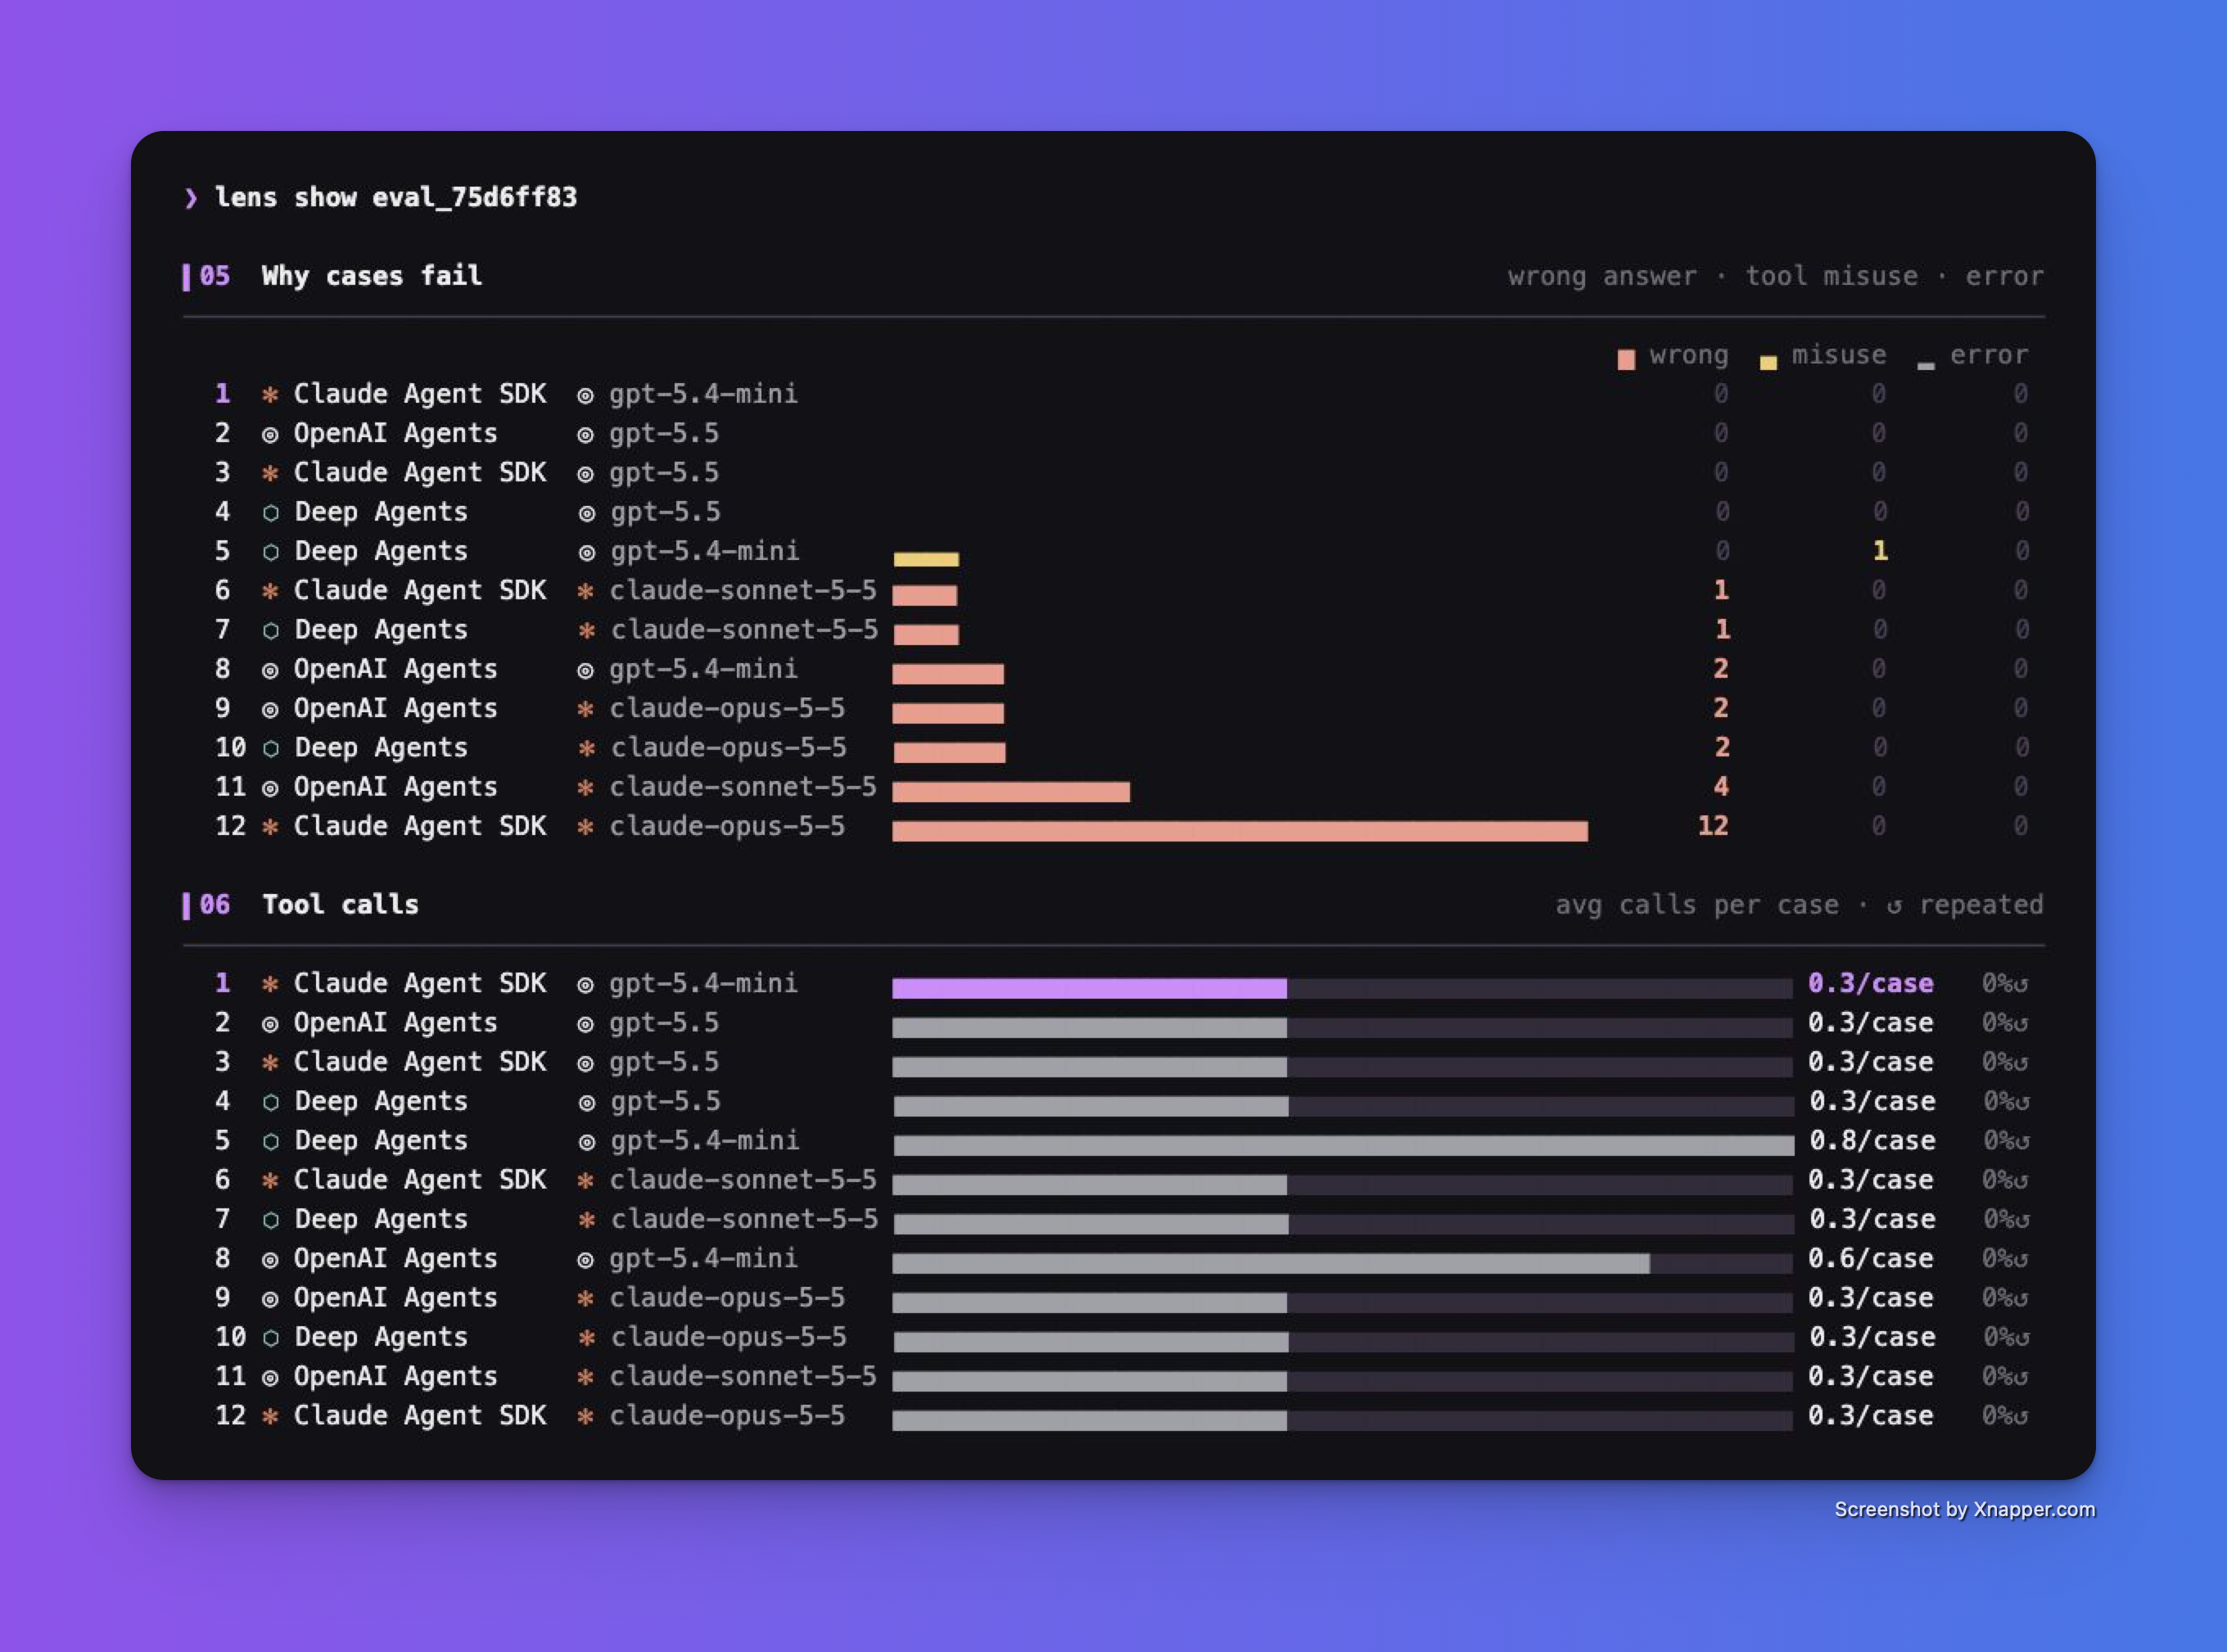 ❯ lens show eval_75d6ff83
05 Why cases fail wrong answer · tool misuse · error
wrong misuse error
1 ✻ Claude Agent SDK ◎ gpt-5.4-mini 0 0 0
2 ◎ OpenAI Agents ◎ gpt-5.5 0 0 0
3 ✻ Claude Agent SDK ◎ gpt-5.5 0 0 0
4 ⬡ Deep Agents ◎ gpt-5.5 0 0 0
5 ⬡ Deep Agents ◎ gpt-5.4-mini 0 1 0
6 ✻ Claude Agent SDK ✻ claude-sonnet-5-5 1 0 0
7 ⬡ Deep Agents ✻ claude-sonnet-5-5 1 0 0
8 ◎ OpenAI Agents ◎ gpt-5.4-mini 2 0 0
9 ◎ OpenAI Agents ✻ claude-opus-5-5 2 0 0
10 ⬡ Deep Agents ✻ claude-opus-5-5 2 0 0
11 ◎ OpenAI Agents ✻ claude-sonnet-5-5 4 0 0
12 ✻ Claude Agent SDK ✻ claude-opus-5-5 12 0 0
06 Tool calls avg calls per case · ↺ repeated
1 ✻ Claude Agent SDK ◎ gpt-5.4-mini 0.3/case 0%↺
2 ◎ OpenAI Agents ◎ gpt-5.5 0.3/case 0%↺
3 ✻ Claude Agent SDK ◎ gpt-5.5 0.3/case 0%↺
4 ⬡ Deep Agents ◎ gpt-5.5 0.3/case 0%↺
5 ⬡ Deep Agents ◎ gpt-5.4-mini 0.8/case 0%↺
6 ✻ Claude Agent SDK ✻ claude-sonnet-5-5 0.3/case 0%↺
7 ⬡ Deep Agents ✻ claude-sonnet-5-5 0.3/case 0%↺
8 ◎ OpenAI Agents ◎ gpt-5.4-mini 0.6/case 0%↺
9 ◎ OpenAI Agents ✻ claude-opus-5-5 0.3/case 0%↺
10 ⬡ Deep Agents ✻ claude-opus-5-5 0.3/case 0%↺
11 ◎ OpenAI Agents ✻ claude-sonnet-5-5 0.3/case 0%↺
12 ✻ Claude Agent SDK ✻ claude-opus-5-5 0.3/case 0%↺
Screenshot by Xnapper.com